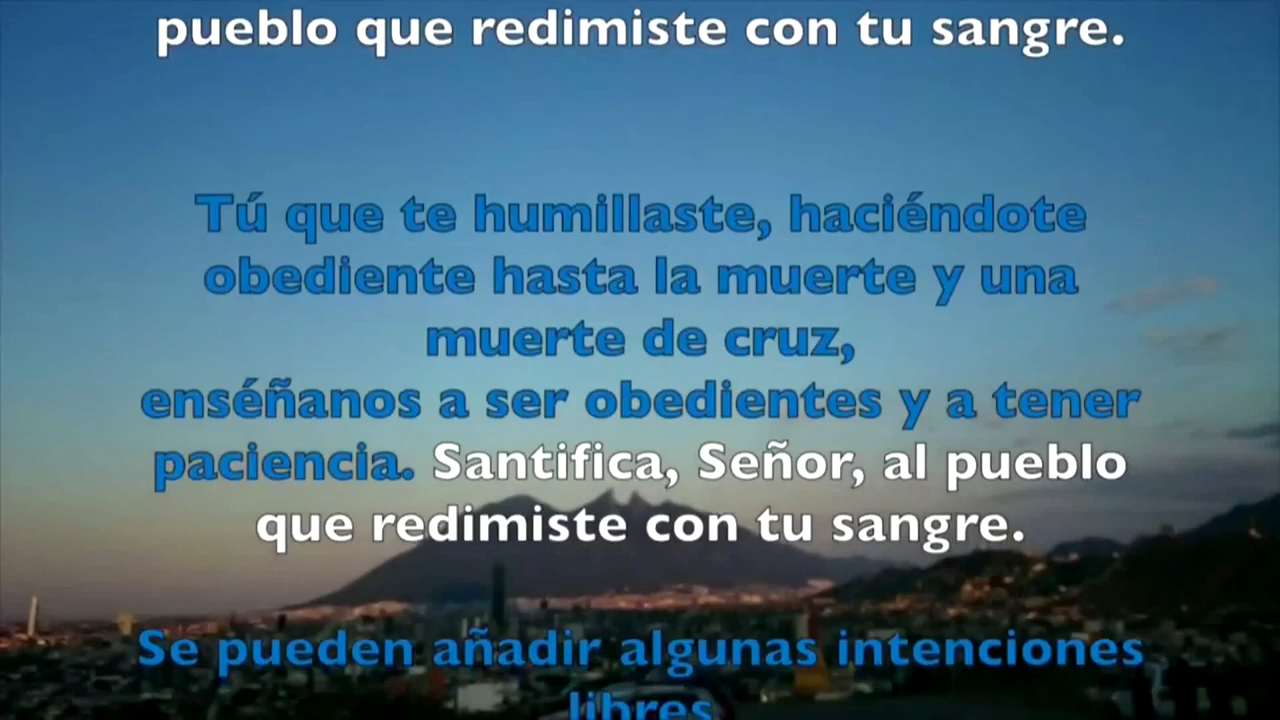 pueblo que redimiste con tu sangre.
Tú que te humillaste, haciéndote
obediente hasta la muerte y una
muerte de cruz,
enséñanos a ser obedientes y a tener
paciencia. Santifica, Señor, al pueblo
que redimiste con tu sangre.
Se pueden añadir algunas intenciones
libres